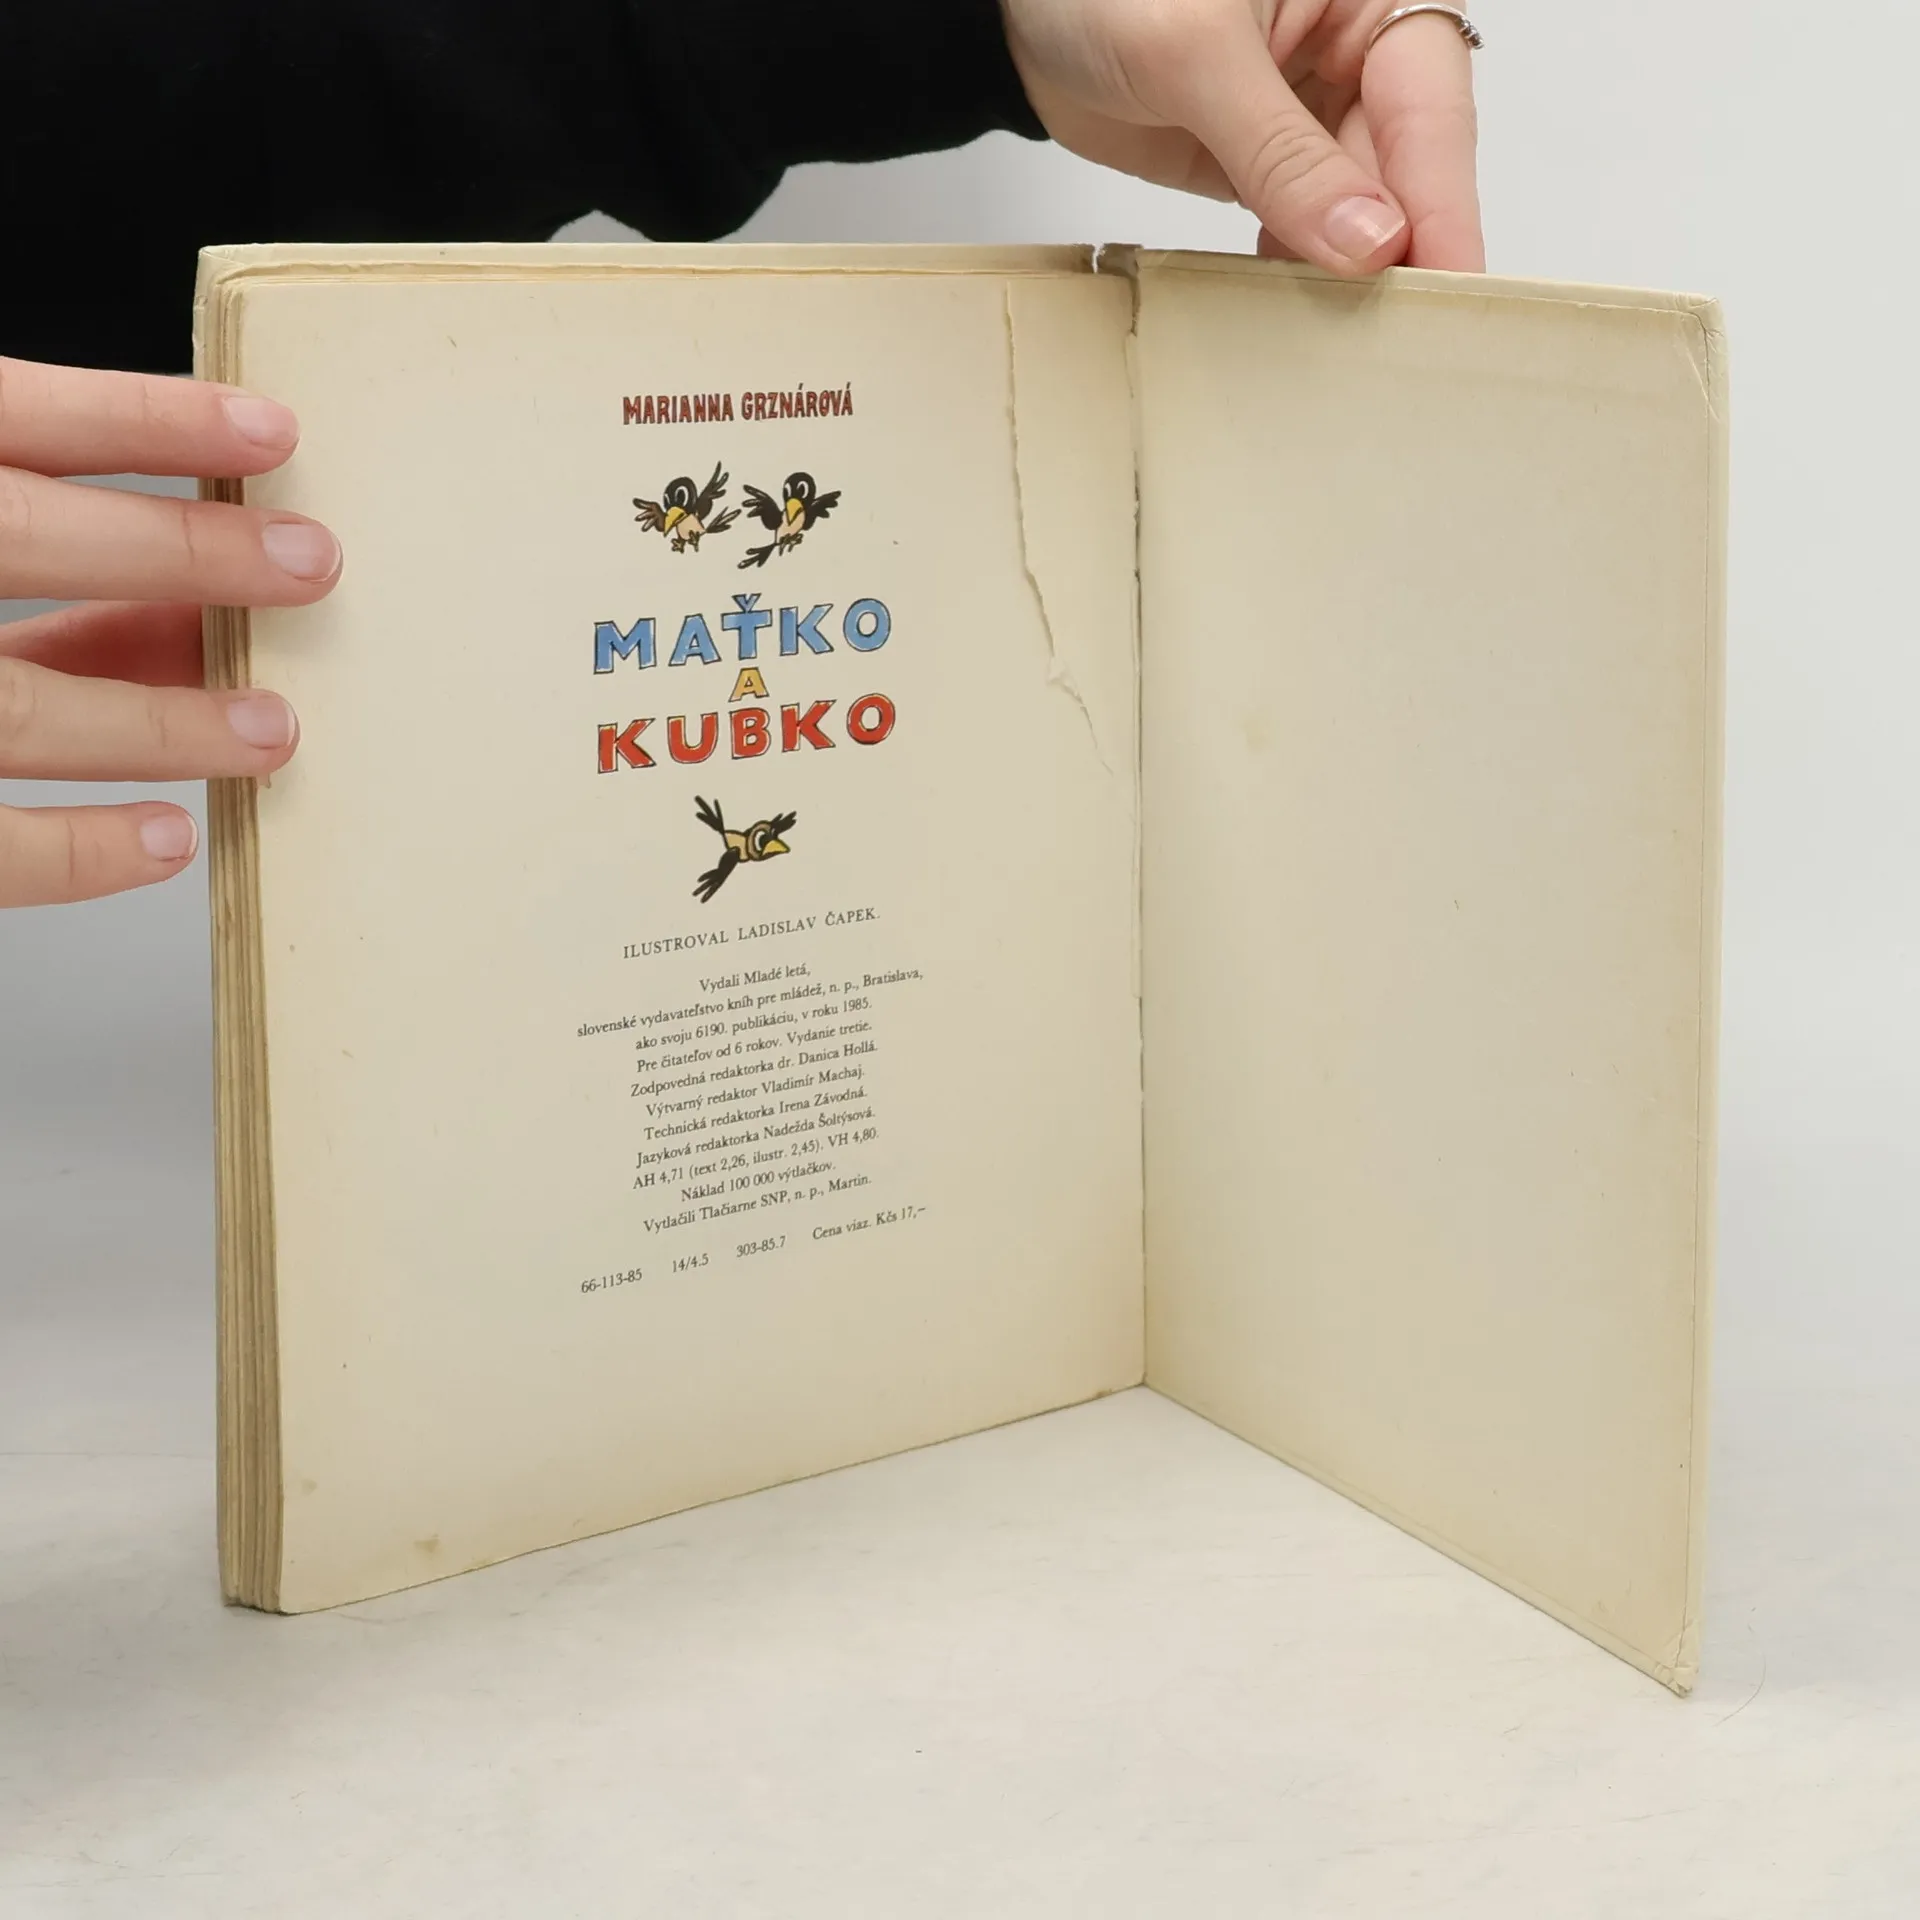 MARIANNA GRZNÁROVÁ
MAŤKO
A
KUBKO
ILUSTROVAL LADISLAV ČAPEK.
Vydali Mladé letá,
slovenské vydavateľstvo kníh pre mládež, n. p., Bratislava,
ako svoju 6190. publikáciu, v roku 1985.
Pre čitateľov od 6 rokov. Vydanie tretie.
Zodpovedná redaktorka dr. Danica Hollá.
Výtvarný redaktor Vladimír Machaj.
Technická redaktorka Irena Závodná.
Jazyková redaktorka Nadežda Šoltýsová.
AH 4,71 (text 2,26, ilustr. 2,45). VH 4,80.
Náklad 100 000 výtlačkov.
Vytlačili Tlačiarne SNP, n. p., Martin.
66-113-85 14/4.5 303-85.7 Cena viaz. Kčs 17,–